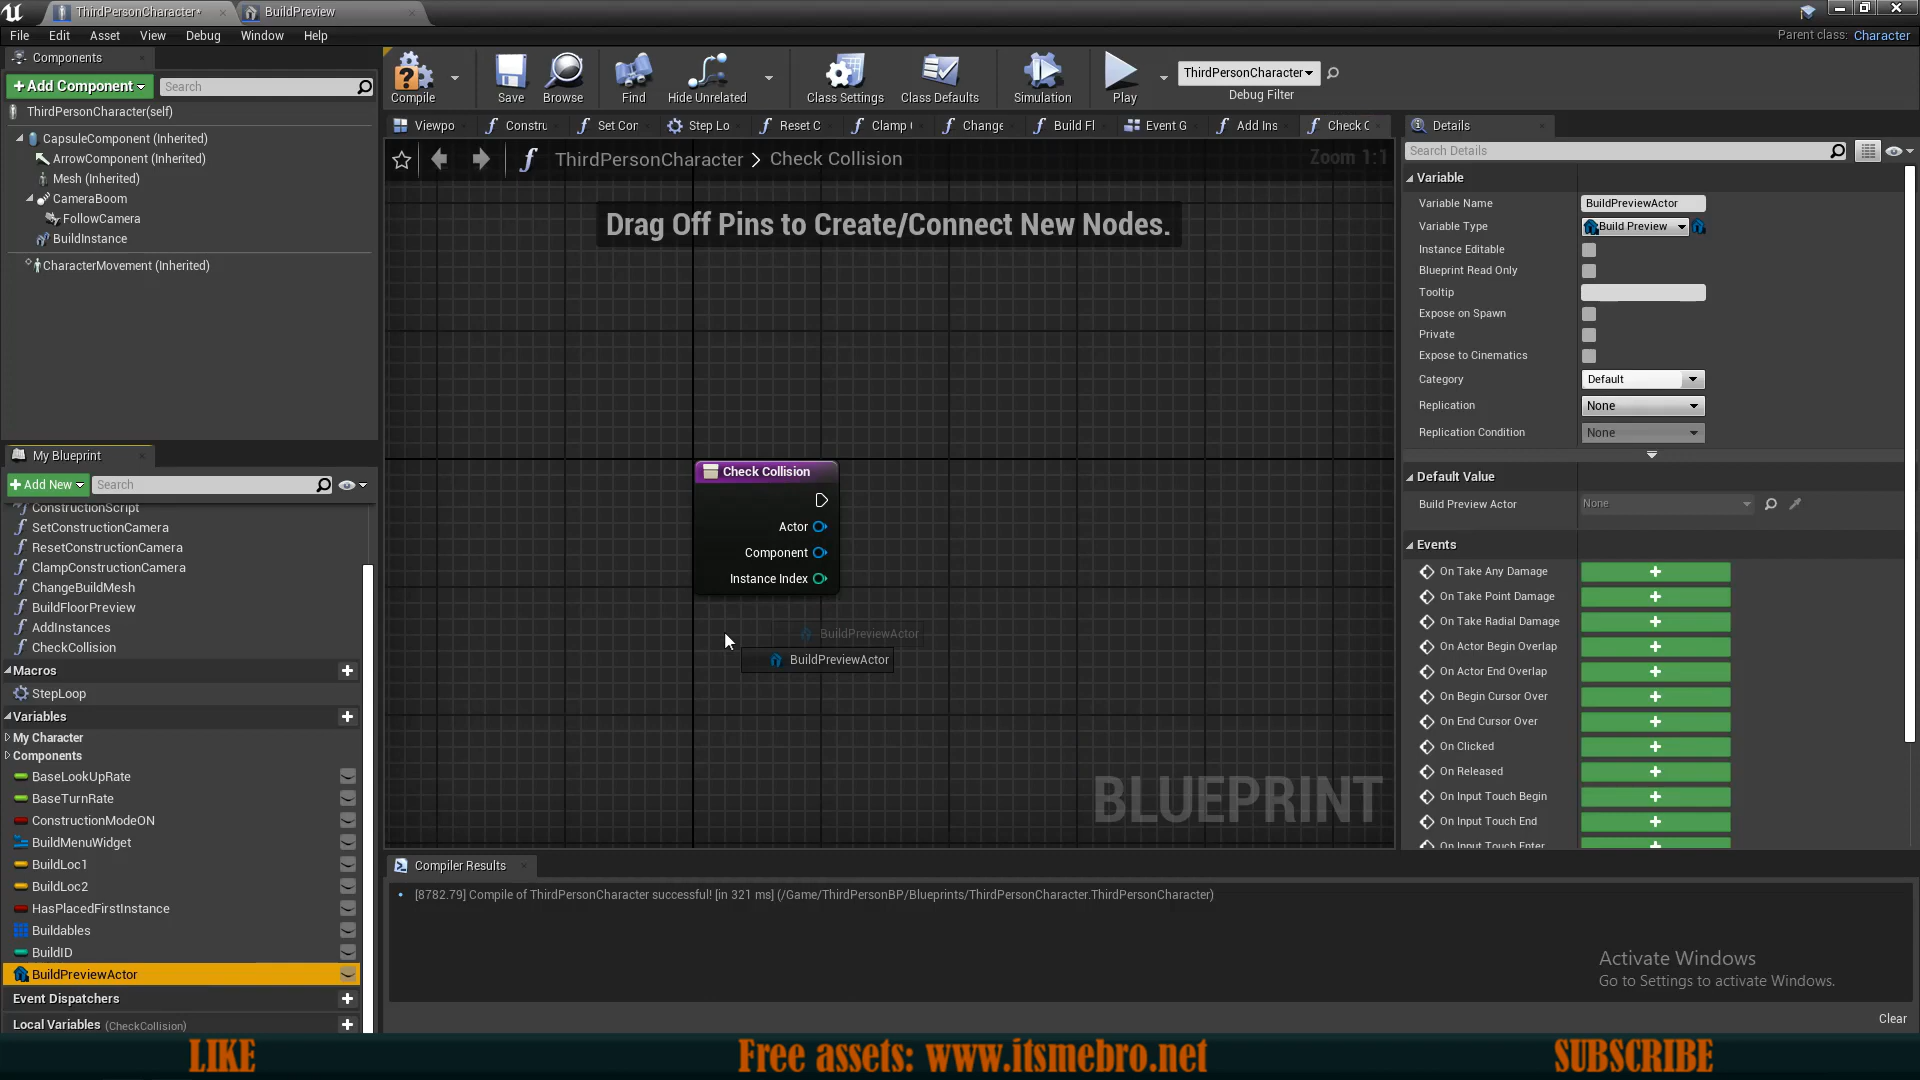 ThirdPersonCharacter*
BuildPreview
File Edit Asset View Debug Window Help
Parent class: Character
Components
+Add Component
Search
ThirdPersonCharacter(self)
CapsuleComponent (Inherited)
ArrowComponent (Inherited)
Mesh (Inherited)
CameraBoom
FollowCamera
BuildInstance
CharacterMovement (Inherited)
Compile
Save
Browse
Find
Hide Unrelated
Class Settings
Class Defaults
Simulation
Play
ThirdPersonCharacter
Debug Filter
Viewpo
Constru
Set Cor
Step Lo
Reset C
Clamp
Change
Build Fl
Event G
Add Ins
Check C
ThirdPersonCharacter > Check Collision
Zoom 1:1
Drag Off Pins to Create/Connect New Nodes.
Check Collision
Actor
Component
Instance Index
BuildPreviewActor
BuildPreviewActor
BLUEPRINT
My Blueprint
+Add New
Search
ConstructionScript
SetConstructionCamera
ResetConstructionCamera
ClampConstructionCamera
ChangeBuildMesh
BuildFloorPreview
AddInstances
CheckCollision
Macros
StepLoop
Variables
My Character
Components
BaseLookUpRate
BaseTurnRate
ConstructionModeON
BuildMenuWidget
BuildLoc1
BuildLoc2
HasPlacedFirstInstance
Buildables
BuildID
BuildPreviewActor
Event Dispatchers
Local Variables (CheckCollision)
Details
Search Details
Variable
Variable Name BuildPreviewActor
Variable Type Build Preview
Instance Editable
Blueprint Read Only
Tooltip
Expose on Spawn
Private
Expose to Cinematics
Category Default
Replication None
Replication Condition None
Default Value
Build Preview Actor None
Events
On Take Any Damage
On Take Point Damage
On Take Radial Damage
On Actor Begin Overlap
On Actor End Overlap
On Begin Cursor Over
On End Cursor Over
On Clicked
On Released
On Input Touch Begin
On Input Touch End
On Input Touch Enter
Compiler Results
[8782.79] Compile of ThirdPersonCharacter successful! [in 321 ms] (/Game/ThirdPersonBP/Blueprints/ThirdPersonCharacter.ThirdPersonCharacter)
Activate Windows
Go to Settings to activate Windows.
Clear
LIKE
Free assets: www.itsmebro.net
SUBSCRIBE